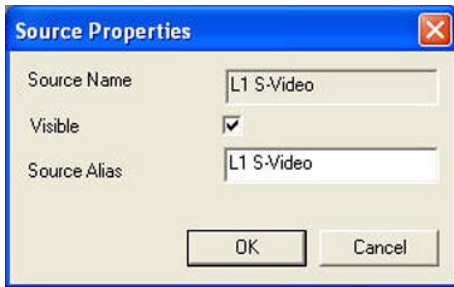 Source Properties
Source Name L1 S-Video
Visible
Source Alias L1 S-Video
OK Cancel